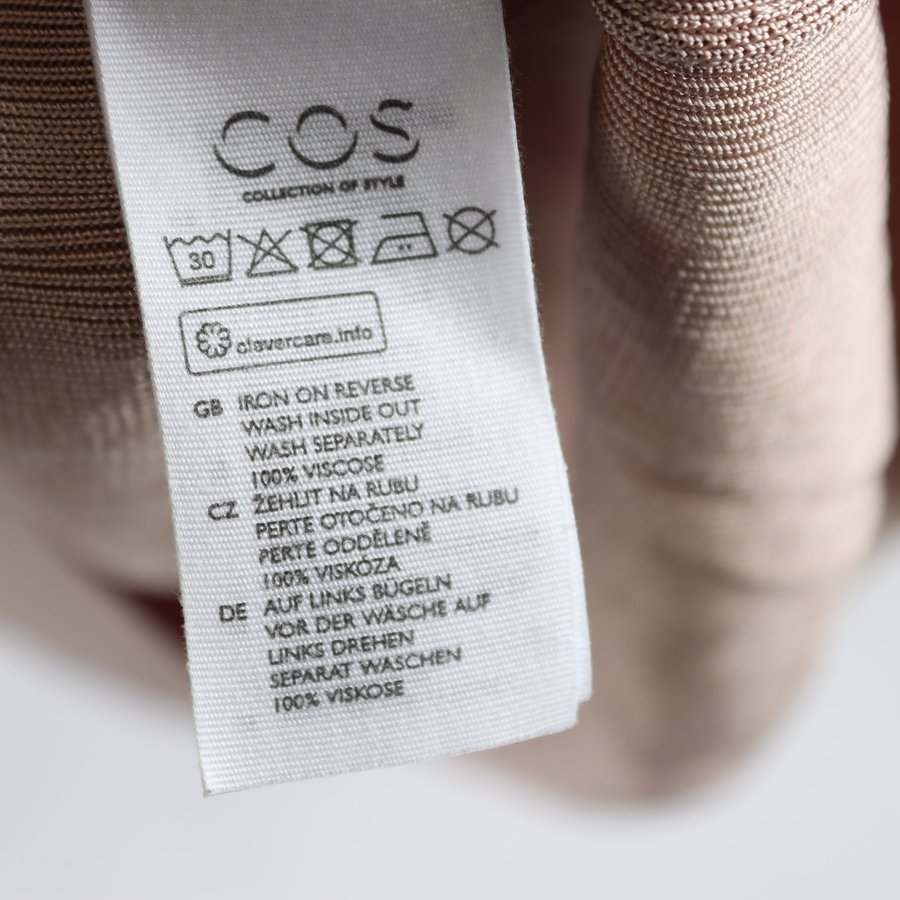 COS
COLLECTION OF STYLE
30
clevercare.info
GB IRON ON REVERSE
WASH INSIDE OUT
WASH SEPARATELY
100% VISCOSE
CZ ŽEHLIT NA RUBU
PERTE OTOČENO NA RUBU
PERTE ODDĚLENĚ
100% VISKÓZA
DE AUF LINKS BÜGELN
VOR DER WÄSCHE AUF
LINKS DREHEN
SEPARAT WASCHEN
100% VISKOSE